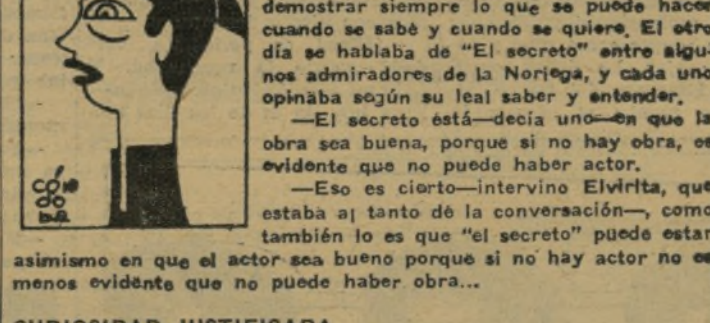 demostrar siempre lo que se puede hacer
cuando se sabe y cuando se quiere. El otro
día se hablaba de "El secreto" entre algu-
nos admiradores de la Noriega, y cada uno
opinaba según su leal saber y entender.
—El secreto está—decía uno—en que la
obra sea buena, porque si no hay obra, es
evidente que no puede haber actor.
—Eso es cierto—intervino Elvirita, que
estaba al tanto de la conversación—, como
también lo es que "el secreto" puede estar
asimismo en que el actor sea bueno porque si no hay actor no es
menos evidente que no puede haber obra...
CURIOSIDAD JUSTIFICADA